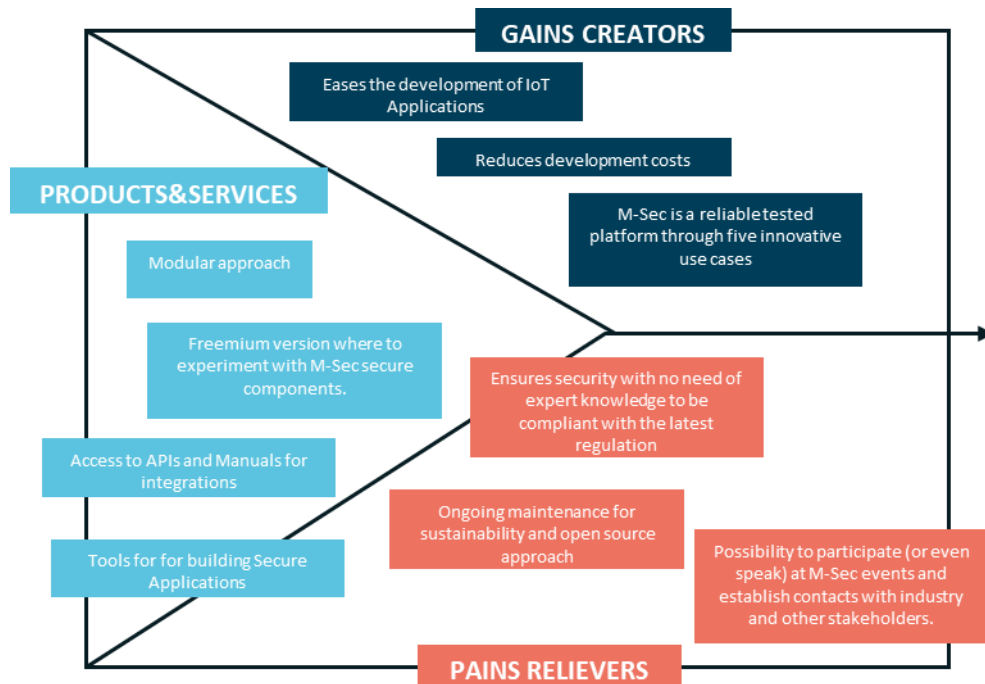 GAINS CREATORS
Eases the development of IoT
Applications
Reduces development costs
M-Sec is a reliable tested
platform through five innovative
use cases
PRODUCTS&SERVICES
Modular approach
Freemium version where to
experiment with M-Sec secure
components.
Access to APIs and Manuals for
integrations
Tools for for building Secure
Applications
Ensures security with no need of
expert knowledge to be
compliant with the latest
regulation
Ongoing maintenance for
sustainability and open source
approach
Possibility to participate (or even
speak) at M-Sec events and
establish contacts with industry
and other stakeholders.
PAINS RELIEVERS